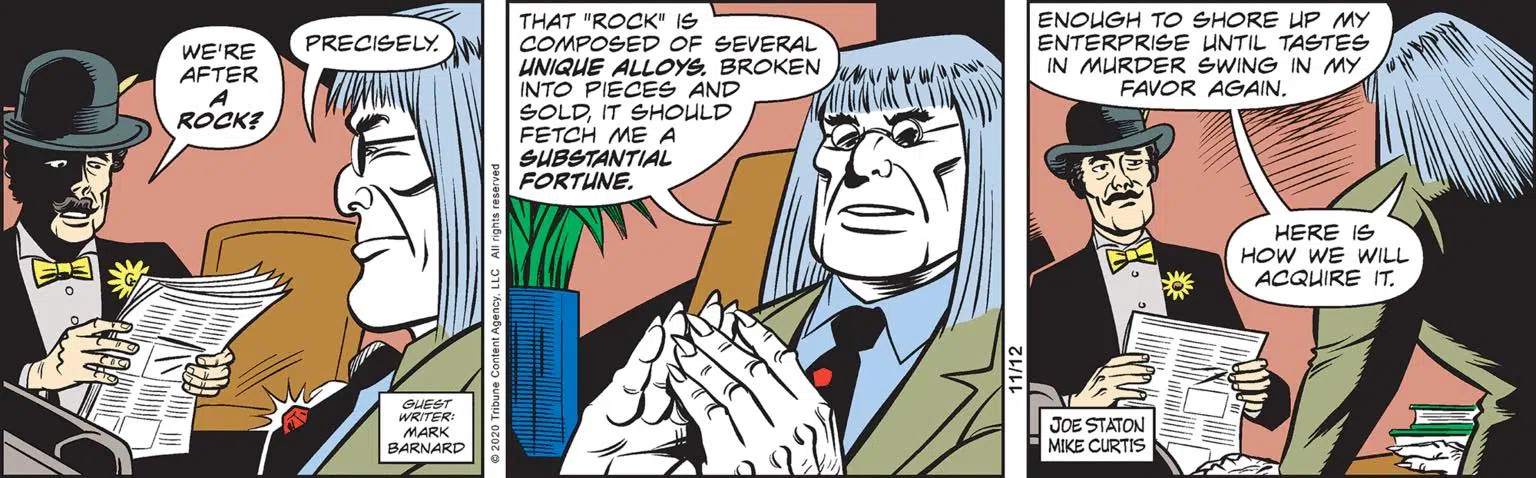 WE'RE
AFTER
A
ROCK?
PRECISELY.
GUEST
WRITER:
MARK
BARNARD
© 2020 Tribune Content Agency, LLC All rights reserved
THAT "ROCK" IS
COMPOSED OF SEVERAL
UNIQUE ALLOYS. BROKEN
INTO PIECES AND
SOLD, IT SHOULD
FETCH ME A
SUBSTANTIAL
FORTUNE.
11/12
ENOUGH TO SHORE UP MY
ENTERPRISE UNTIL TASTES
IN MURDER SWING IN MY
FAVOR AGAIN.
HERE IS
HOW WE WILL
ACQUIRE IT.
JOE STATON
MIKE CURTIS